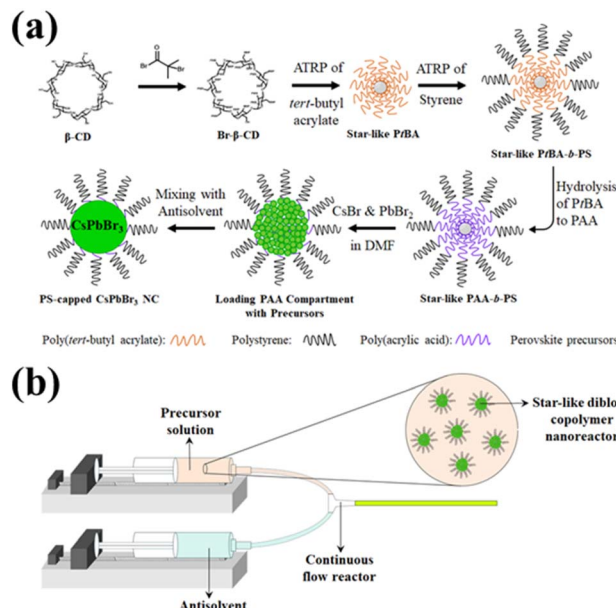 (a)
O
Br
Br
β-CD
Br-β-CD
ATRP of
tert-butyl
acrylate
Star-like PtBA
ATRP of
Styrene
Star-like PtBA-b-PS
Hydrolysis
of PtBA
to PAA
Star-like PAA-b-PS
CsBr & PbBr₂
in DMF
Loading PAA Compartment
with Precursors
Mixing with
Antisolvent
CsPbBr₃
PS-capped CsPbBr₃ NC
Poly(tert-butyl acrylate): Polystyrene: Poly(acrylic acid): Perovskite precursors
(b)
Precursor
solution
Star-like diblo
copolymer
nanoreactor
Continuous
flow reactor
Antisolvent